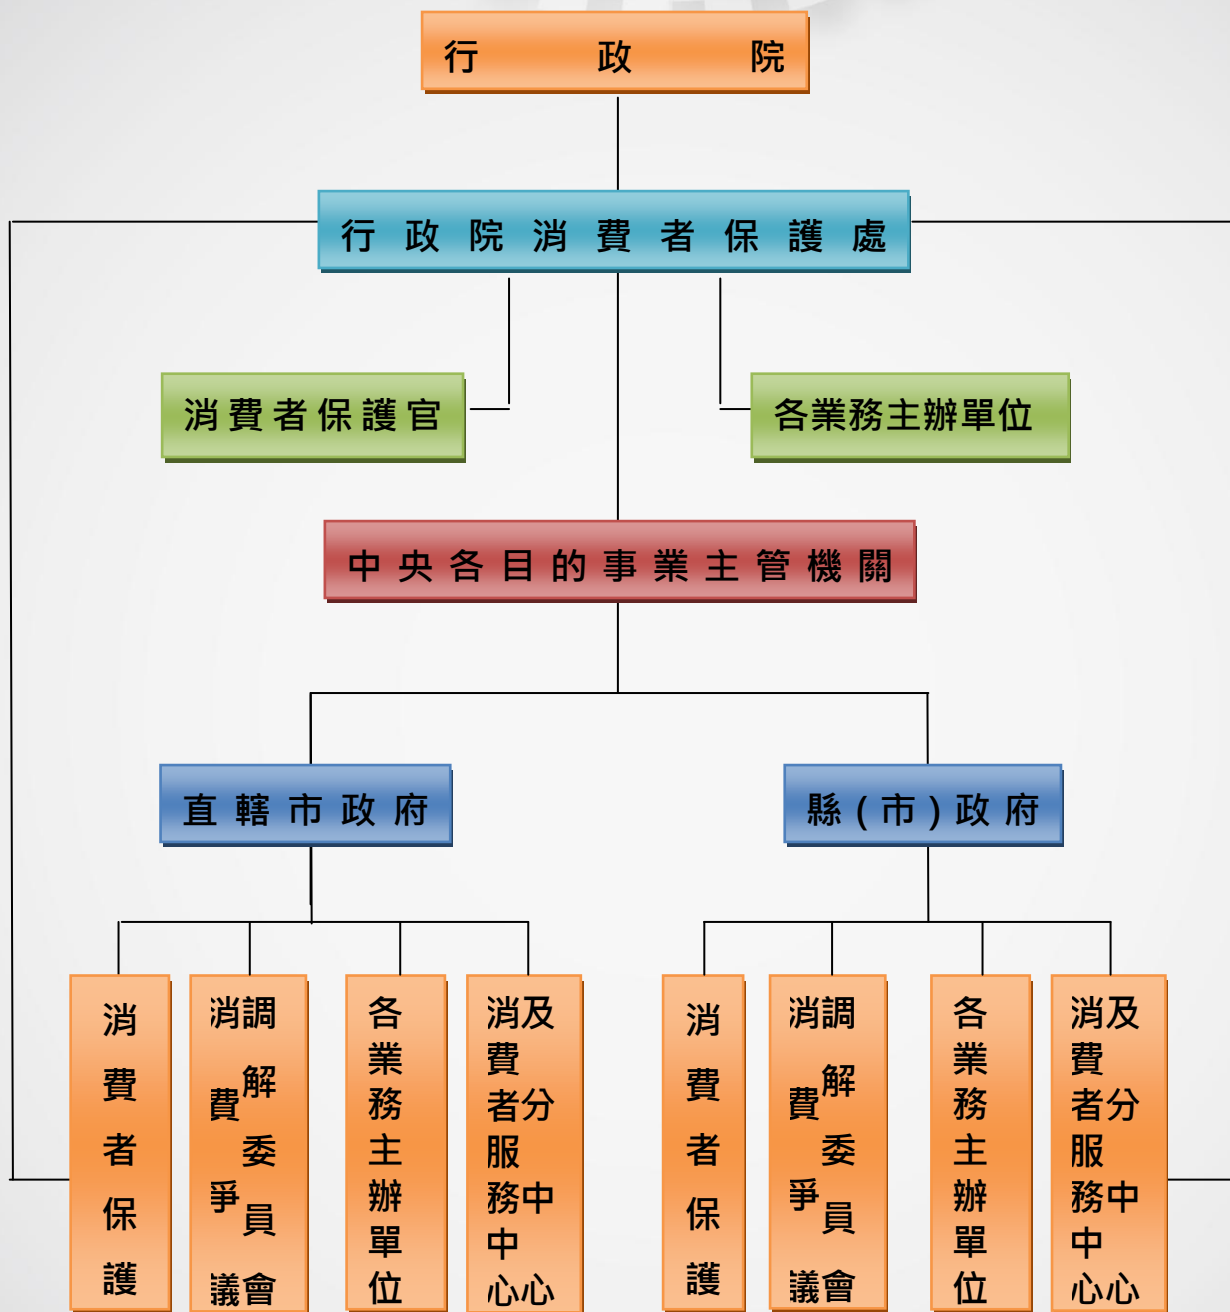 行政院
行政院消費者保護處
消費者保護官
各業務主辦單位
中央各目的事業主管機關
直轄市政府
縣(市)政府
消費者保護
消費爭議
調解委員會
各業務主辦單位
消費者服務中心
及分中心
消費者保護
消費爭議
調解委員會
各業務主辦單位
消費者服務中心
及分中心